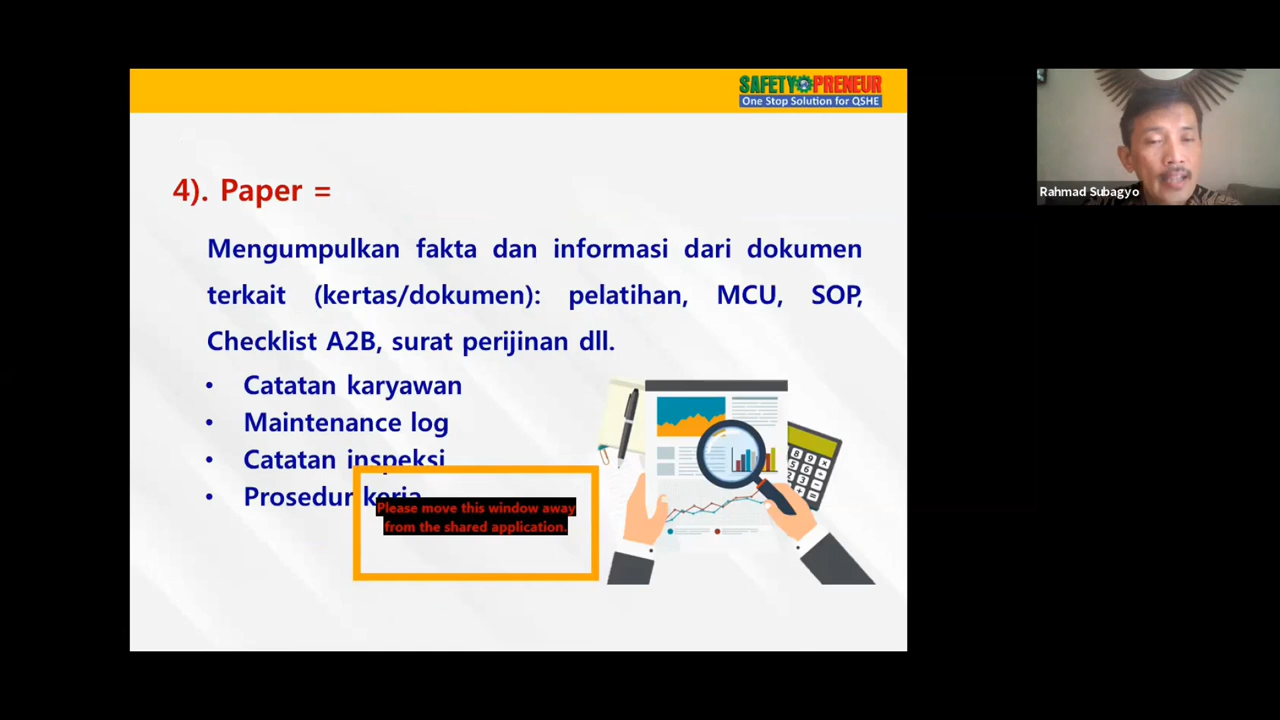 SAFETY PRENEUR
One Stop Solution for QSHE
4). Paper =
Mengumpulkan fakta dan informasi dari dokumen
terkait (kertas/dokumen): pelatihan, MCU, SOP,
Checklist A2B, surat perijinan dll.
• Catatan karyawan
• Maintenance log
• Catatan inspeksi
• Prosedur kerja
Please move this window away
from the shared application.
Rahmad Subagyo